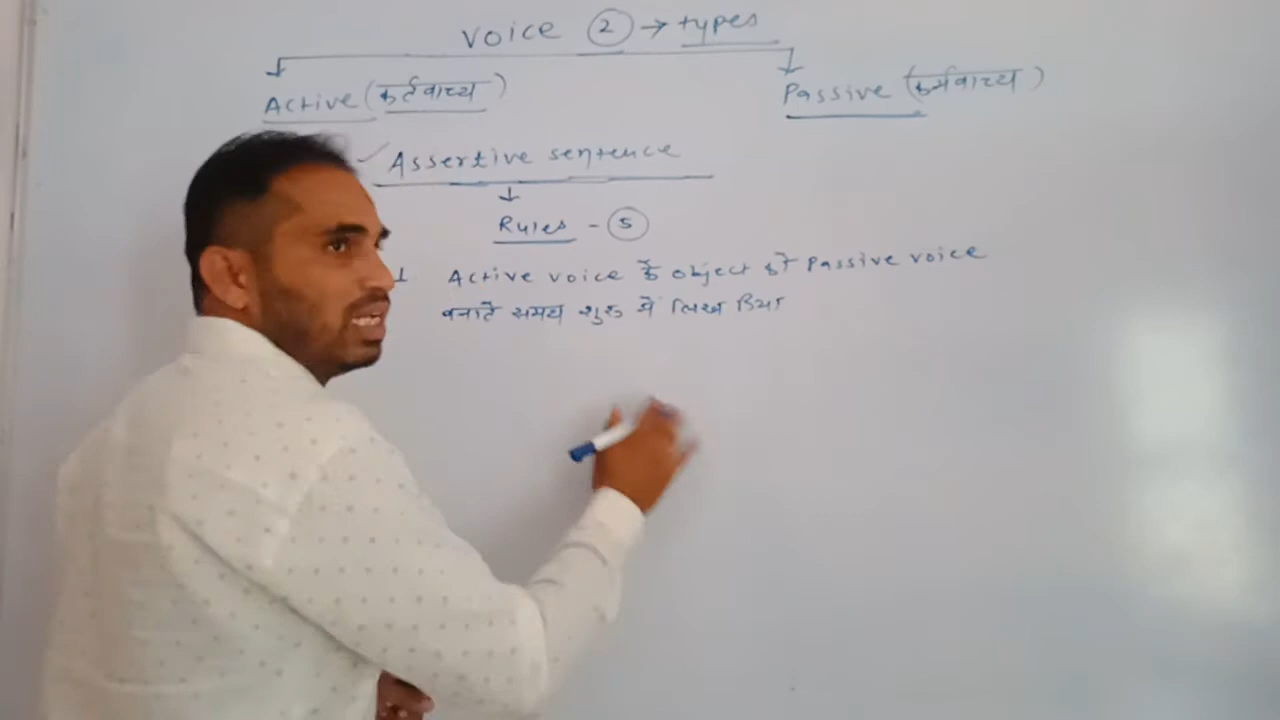 Voice ② → types
Active (कर्तवाच्य) Passive (कर्मवाच्य)
✓ Assertive sentence
Rules - ⑤
1 Active voice के object को Passive voice
बनाते समय शुरु में लिख दिया